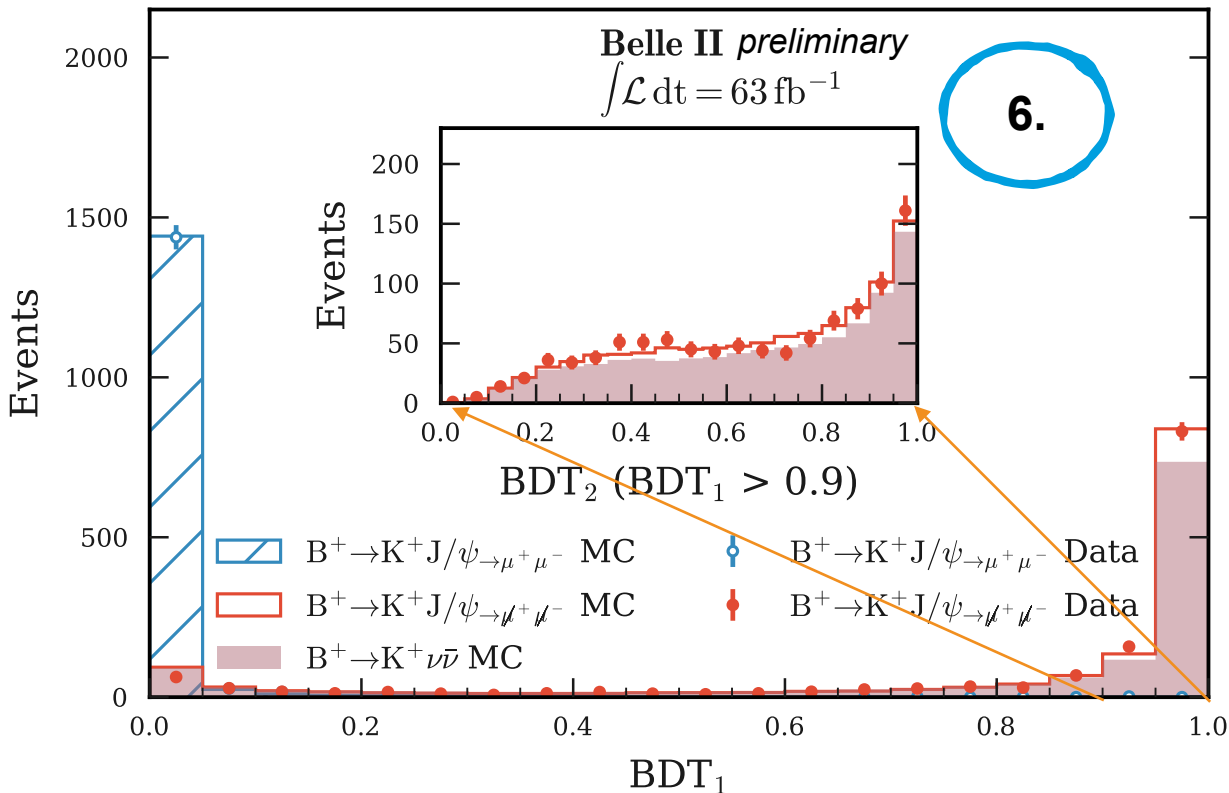 Belle II preliminary
∫ℒ dt = 63 fb⁻¹
6.
Events
2000
1500
1000
500
0
Events
200
150
100
50
0
0.0 0.2 0.4 0.6 0.8 1.0
BDT₂ (BDT₁ > 0.9)
B⁺→K⁺J/ψ→μ⁺μ⁻ MC
B⁺→K⁺J/ψ→μ̸⁺μ̸⁻ MC
B⁺→K⁺νν̄ MC
B⁺→K⁺J/ψ→μ⁺μ⁻ Data
B⁺→K⁺J/ψ→μ̸⁺μ̸⁻ Data
0.0 0.2 0.4 0.6 0.8 1.0
BDT₁